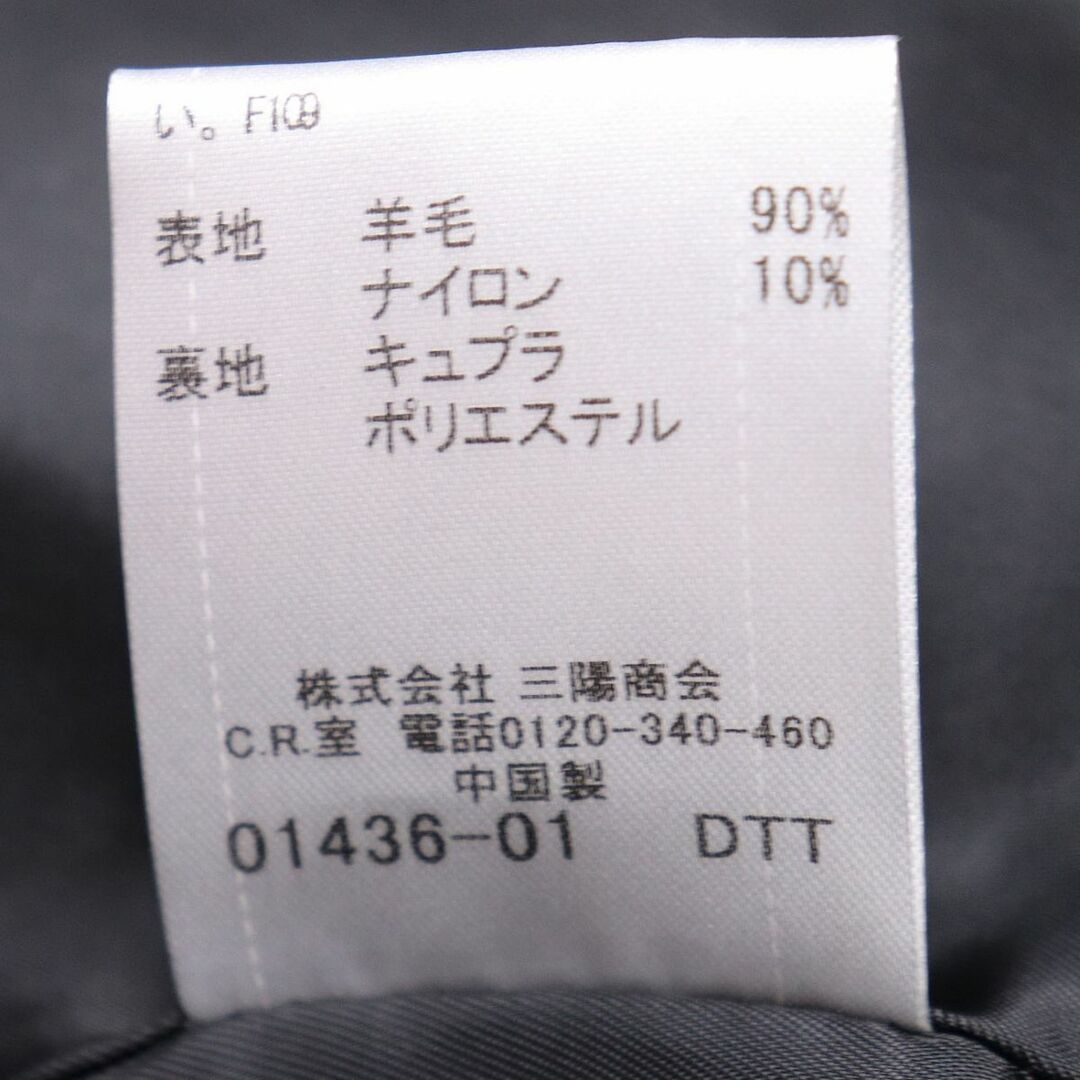 い。F109
表地 羊毛 90%
ナイロン 10%
裏地 キュプラ
ポリエステル
株式会社 三陽商会
C.R.室 電話0120-340-460
中国製
01436-01 DTT